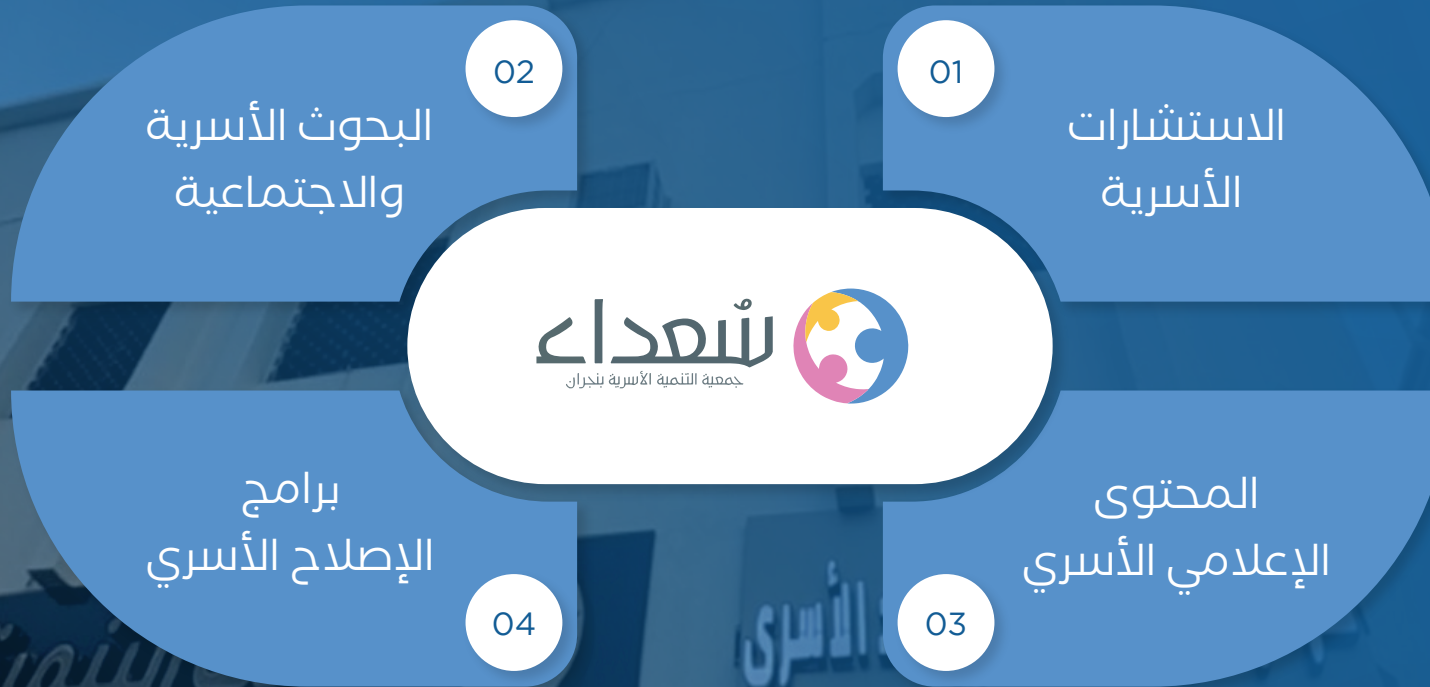 01
الاستشارات
الأسرية
02
البحوث الأسرية
والاجتماعية
سُعداء
جمعية التنمية الأسرية بنجران
المحتوى
الإعلامي الأسري
03
برامج
الإصلاح الأسري
04
الأسرى